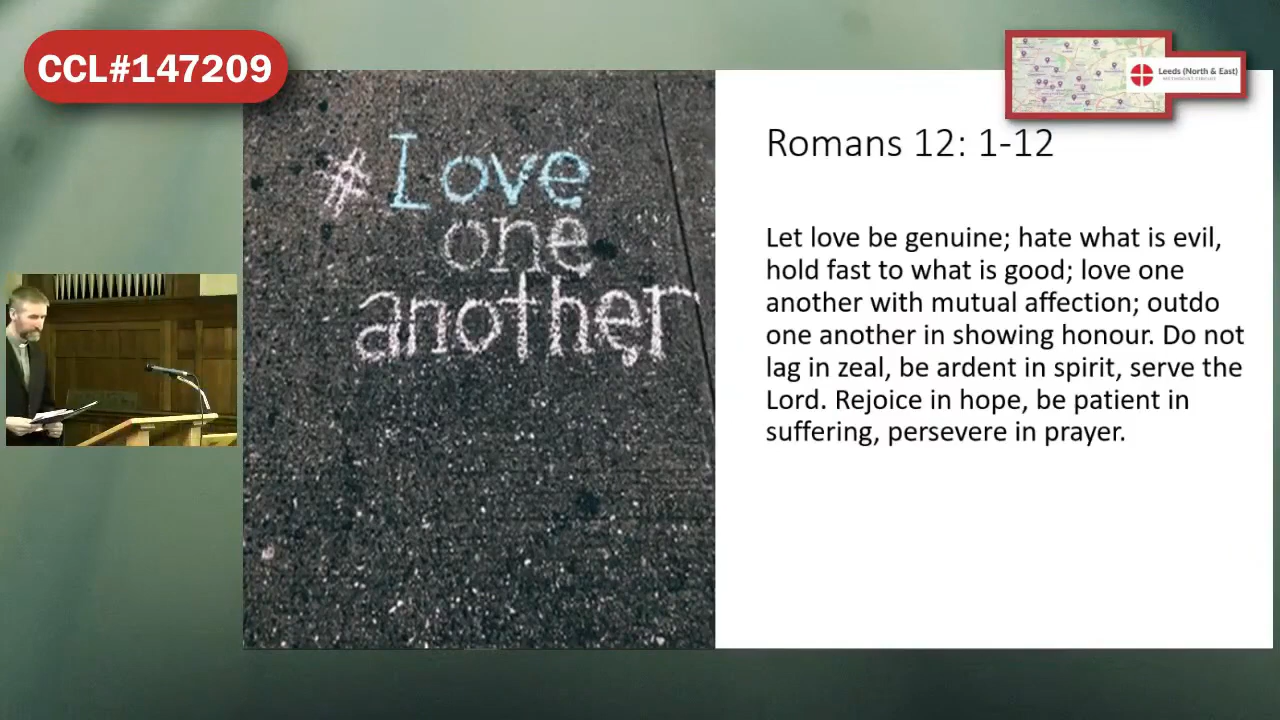 CCL#147209
Leeds (North & East)
METHODIST CIRCUIT
# Love
one
another
Romans 12: 1-12
Let love be genuine; hate what is evil,
hold fast to what is good; love one
another with mutual affection; outdo
one another in showing honour. Do not
lag in zeal, be ardent in spirit, serve the
Lord. Rejoice in hope, be patient in
suffering, persevere in prayer.